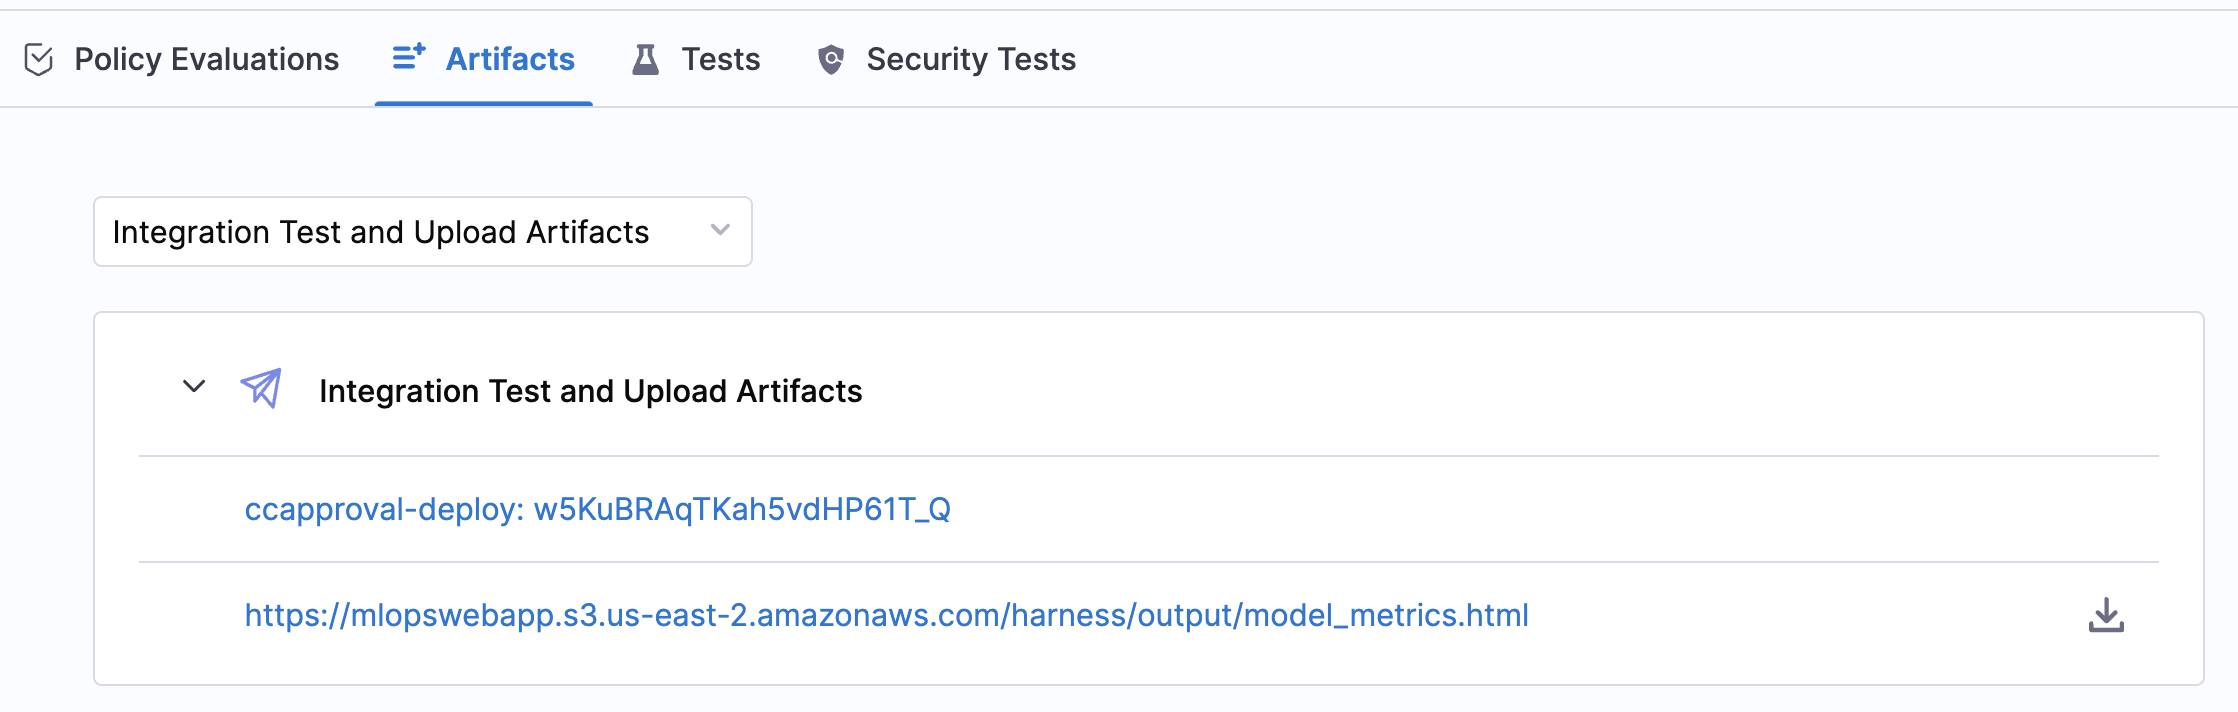 Policy Evaluations Artifacts Tests Security Tests
Integration Test and Upload Artifacts
Integration Test and Upload Artifacts
ccapproval-deploy: w5KuBRAqTKah5vdHP61T_Q
https://mlopswebapp.s3.us-east-2.amazonaws.com/harness/output/model_metrics.html